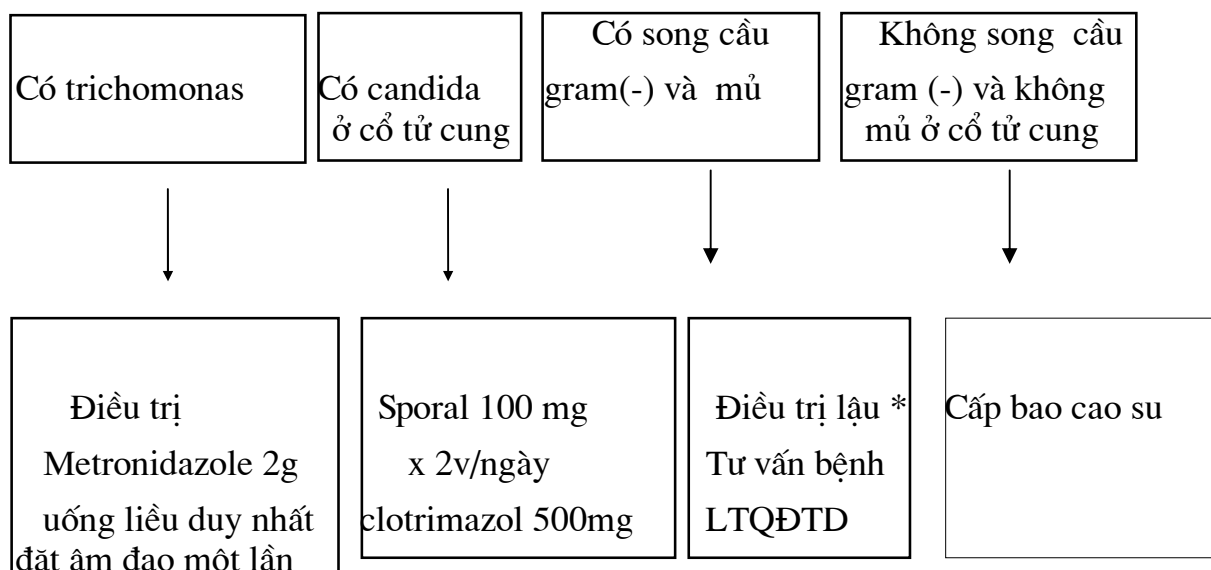 Có trichomonas
Có candida
ở cổ tử cung
Có song cầu
gram(-) và mủ
Không song cầu
gram (-) và không
mủ ở cổ tử cung
Điều trị
Metronidazole 2g
uống liều duy nhất
đặt âm đạo một lần
Sporal 100 mg
x 2v/ngày
clotrimazol 500mg
Điều trị lậu *
Tư vấn bệnh
LTQĐTD
Cấp bao cao su